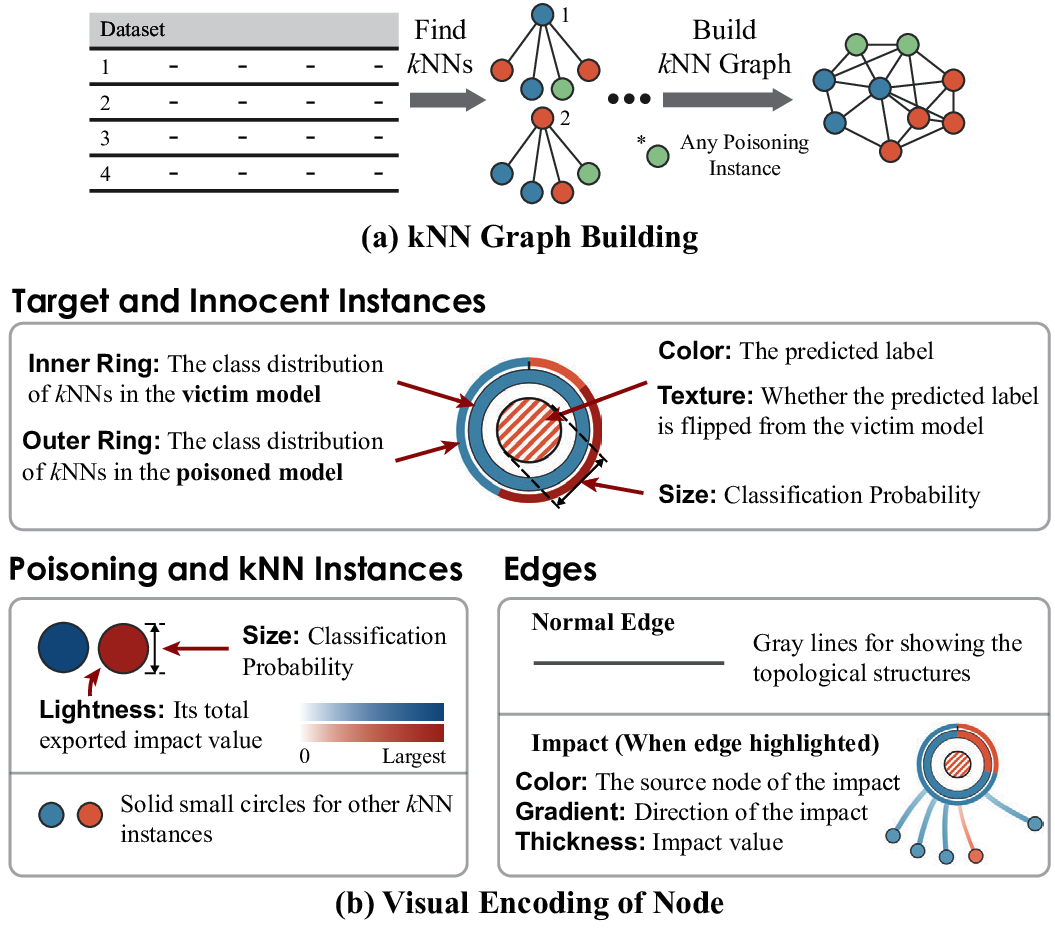 Dataset
1 - - - -
2 - - - -
3 - - - -
4 - - - -
Find
kNNs
1
2
Build
kNN Graph
* Any Poisoning
Instance
(a) kNN Graph Building
Target and Innocent Instances
Inner Ring: The class distribution
of kNNs in the victim model
Outer Ring: The class distribution
of kNNs in the poisoned model
Color: The predicted label
Texture: Whether the predicted label
is flipped from the victim model
Size: Classification Probability
Poisoning and kNN Instances
Size: Classification
Probability
Lightness: Its total
exported impact value
0 Largest
Solid small circles for other kNN
instances
Edges
Normal Edge
Gray lines for showing the
topological structures
Impact (When edge highlighted)
Color: The source node of the impact
Gradient: Direction of the impact
Thickness: Impact value
(b) Visual Encoding of Node